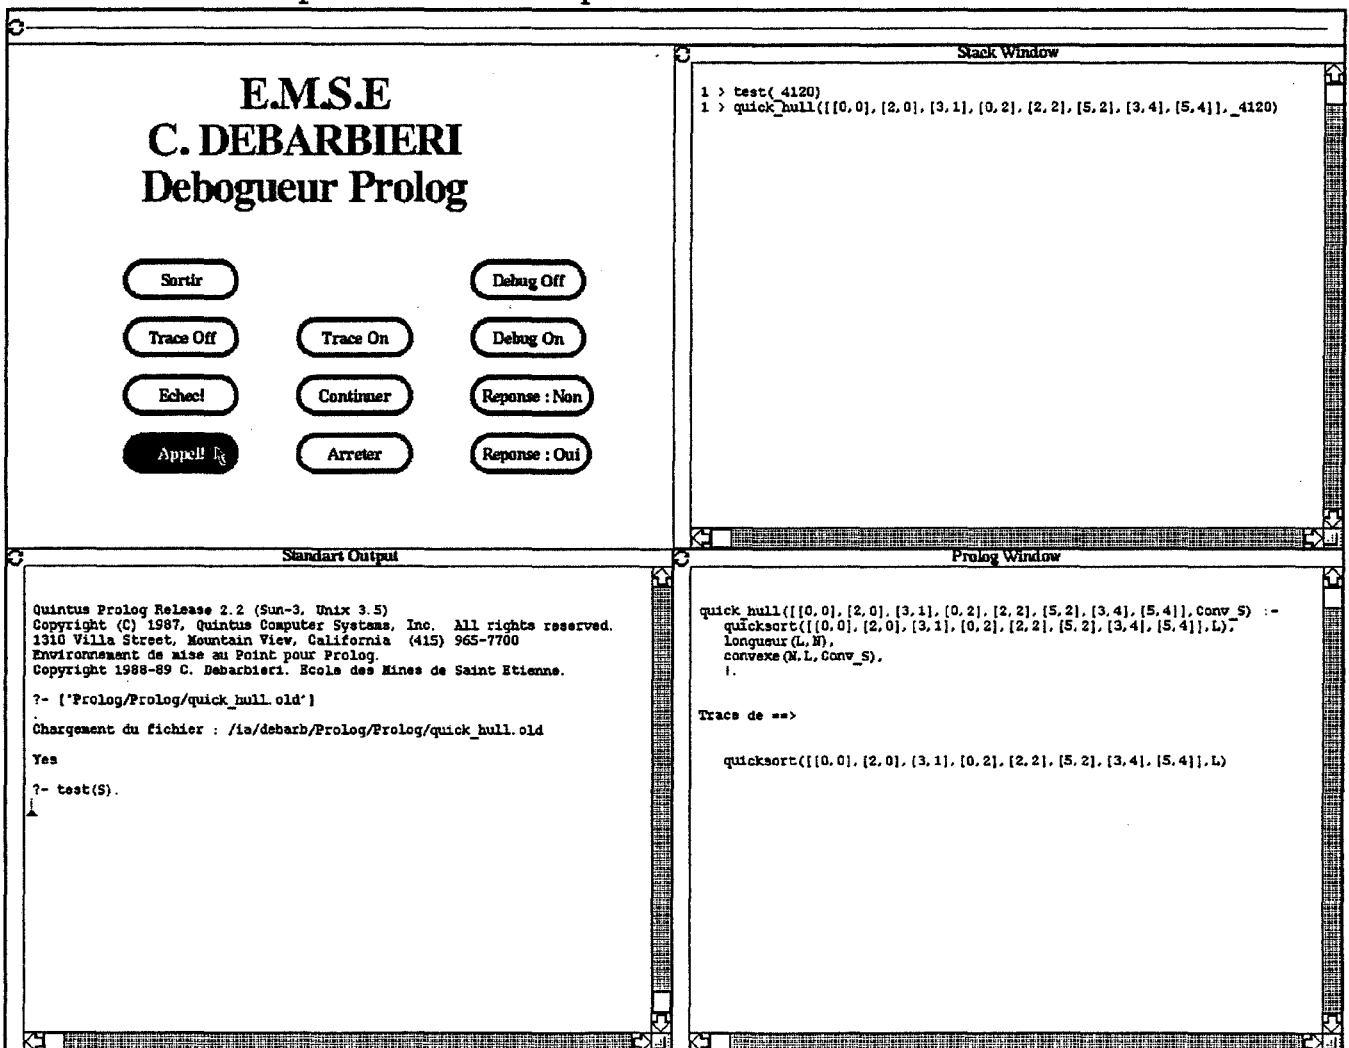 E.M.S.E
C. DEBARBIERI
Debogueur Prolog
Sortir
Debug Off
Trace Off
Trace On
Debug On
Echec!
Continuer
Reponse : Non
Appel!
Arreter
Reponse : Oui
Stack Window
1 > test(_4120)
1 > quick_hull([[0,0],[2,0],[3,1],[0,2],[2,2],[5,2],[3,4],[5,4]],_4120)
Standart Output
Quintus Prolog Release 2.2 (Sun-3, Unix 3.5)
Copyright (C) 1987, Quintus Computer Systems, Inc. All rights reserved.
1310 Villa Street, Mountain View, California (415) 965-7700
Environnement de mise au Point pour Prolog.
Copyright 1988-89 C. Debarbieri. Ecole des Mines de Saint Etienne.
?- ['Prolog/Prolog/quick_hull.old']
.
Chargement du fichier : /ia/debarb/Prolog/Prolog/quick_hull.old
Yes
?- test(S).
Prolog Window
quick_hull([[0,0],[2,0],[3,1],[0,2],[2,2],[5,2],[3,4],[5,4]],Conv_S) :-
quicksort([[0,0],[2,0],[3,1],[0,2],[2,2],[5,2],[3,4],[5,4]],L),
longueur(L,N),
convexe(N,L,Conv_S),
!.
Trace de ==>
quicksort([[0,0],[2,0],[3,1],[0,2],[2,2],[5,2],[3,4],[5,4]],L)